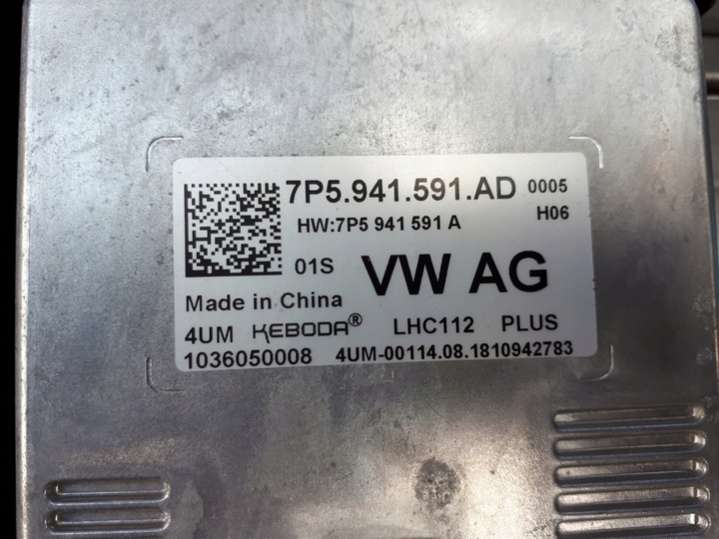 7P5.941.591.AD 0005
HW:7P5 941 591 A H06
01S VW AG
Made in China
4UM KEBODA® LHC112 PLUS
1036050008 4UM-00114.08.1810942783